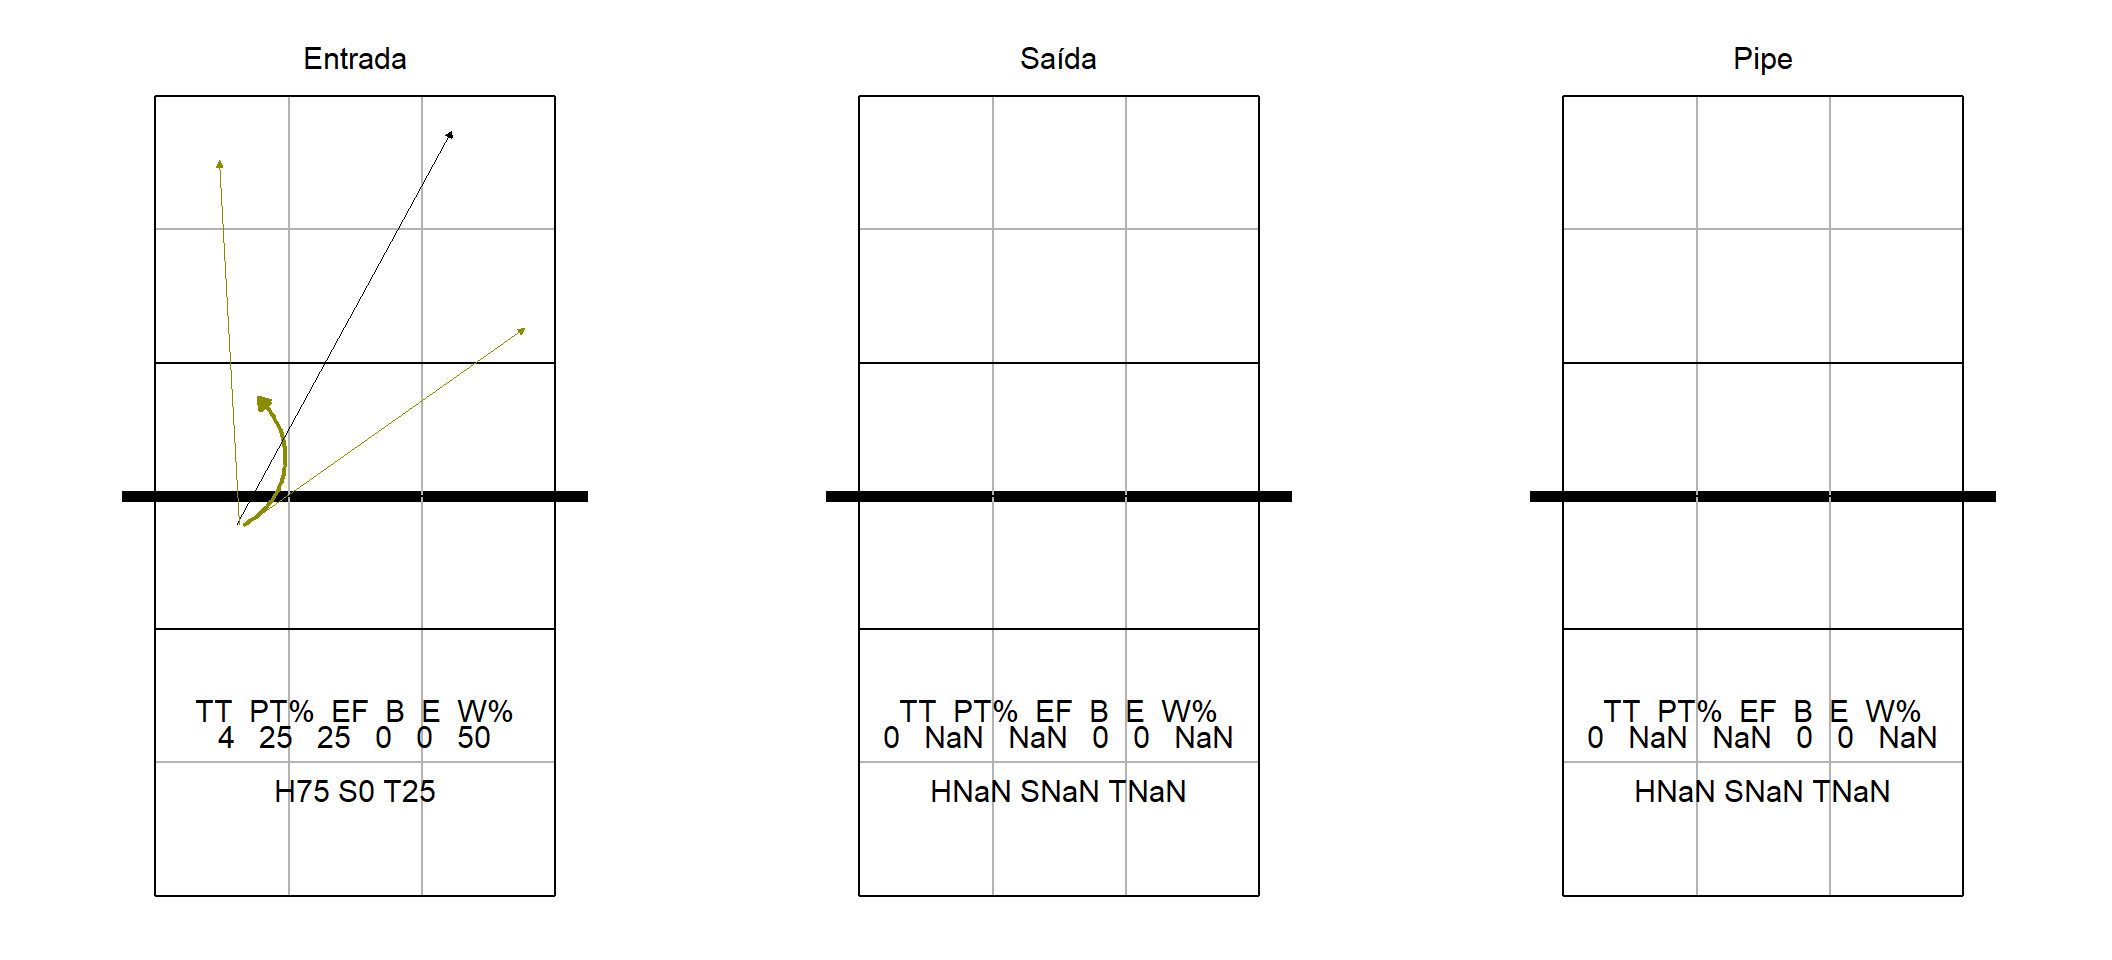 Entrada
TT PT% EF B E W%
4 25 25 0 0 50
H75 S0 T25
Saída
TT PT% EF B E W%
0 NaN NaN 0 0 NaN
HNaN SNaN TNaN
Pipe
TT PT% EF B E W%
0 NaN NaN 0 0 NaN
HNaN SNaN TNaN